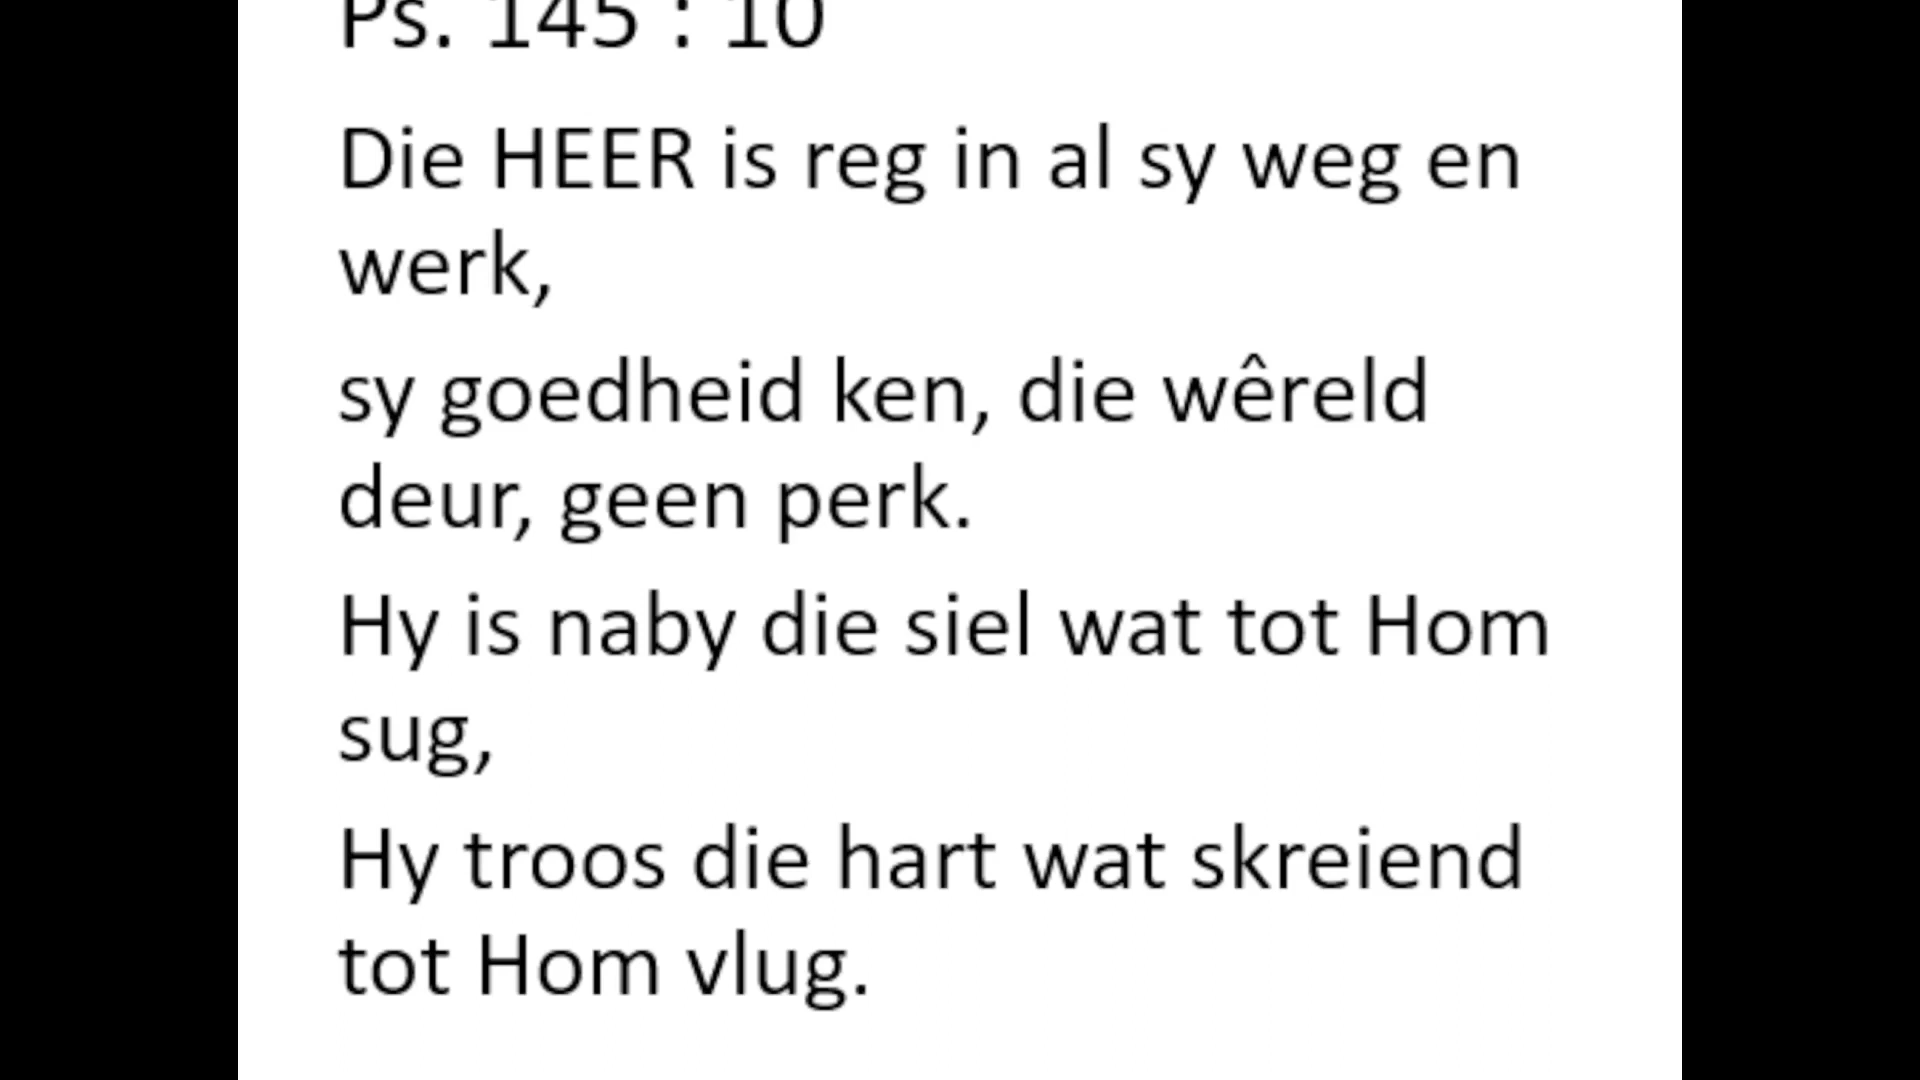 Ps. 145 : 10
Die HEER is reg in al sy weg en
werk,
sy goedheid ken, die wêreld
deur, geen perk.
Hy is naby die siel wat tot Hom
sug,
Hy troos die hart wat skreiend
tot Hom vlug.